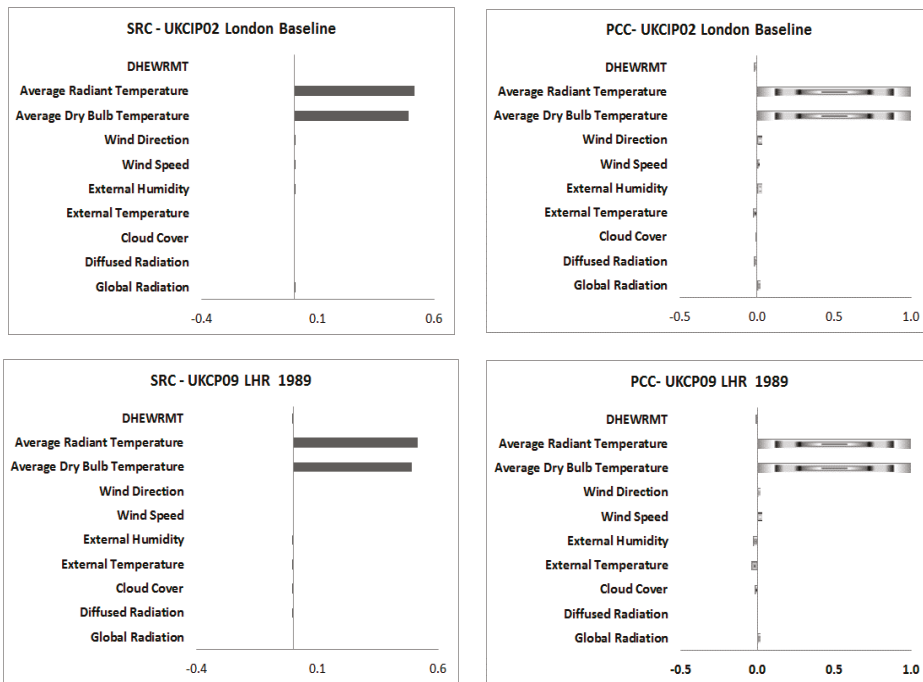 SRC - UKCIP02 London Baseline
DHEWRMT
Average Radiant Temperature
Average Dry Bulb Temperature
Wind Direction
Wind Speed
External Humidity
External Temperature
Cloud Cover
Diffused Radiation
Global Radiation
-0.4 0.1 0.6
PCC- UKCIP02 London Baseline
DHEWRMT
Average Radiant Temperature
Average Dry Bulb Temperature
Wind Direction
Wind Speed
External Humidity
External Temperature
Cloud Cover
Diffused Radiation
Global Radiation
-0.5 0.0 0.5 1.0
SRC - UKCP09 LHR 1989
DHEWRMT
Average Radiant Temperature
Average Dry Bulb Temperature
Wind Direction
Wind Speed
External Humidity
External Temperature
Cloud Cover
Diffused Radiation
Global Radiation
-0.4 0.1 0.6
PCC- UKCP09 LHR 1989
DHEWRMT
Average Radiant Temperature
Average Dry Bulb Temperature
Wind Direction
Wind Speed
External Humidity
External Temperature
Cloud Cover
Diffused Radiation
Global Radiation
-0.5 0.0 0.5 1.0